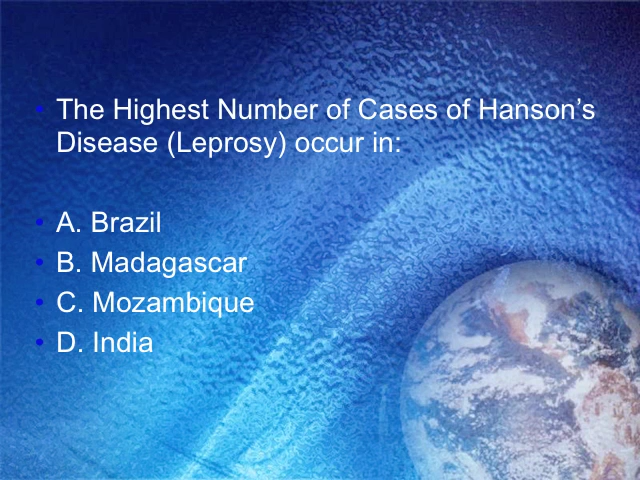 • The Highest Number of Cases of Hanson’s
Disease (Leprosy) occur in:
• A. Brazil
• B. Madagascar
• C. Mozambique
• D. India